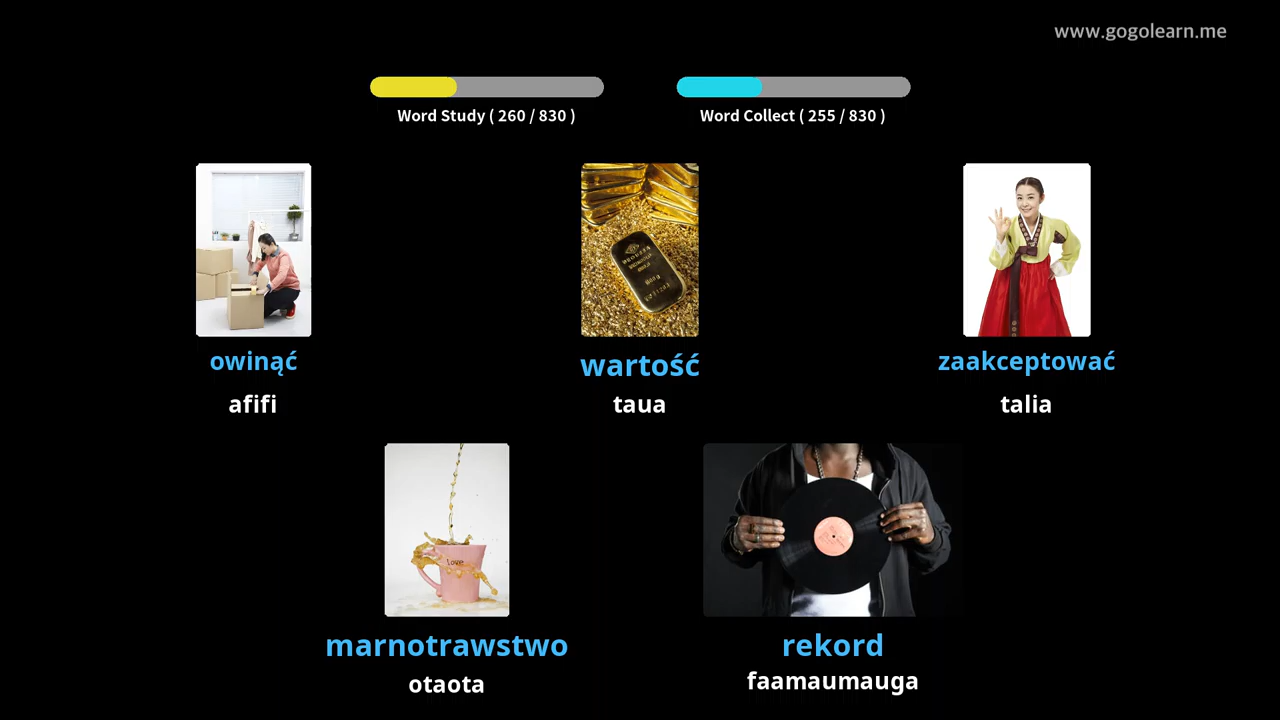 www.gogolearn.me
Word Study ( 260 / 830 )
Word Collect ( 255 / 830 )
owinąć
wartość
zaakceptować
afifi
taua
talia
love
marnotrawstwo
rekord
otaota
faamaumauga